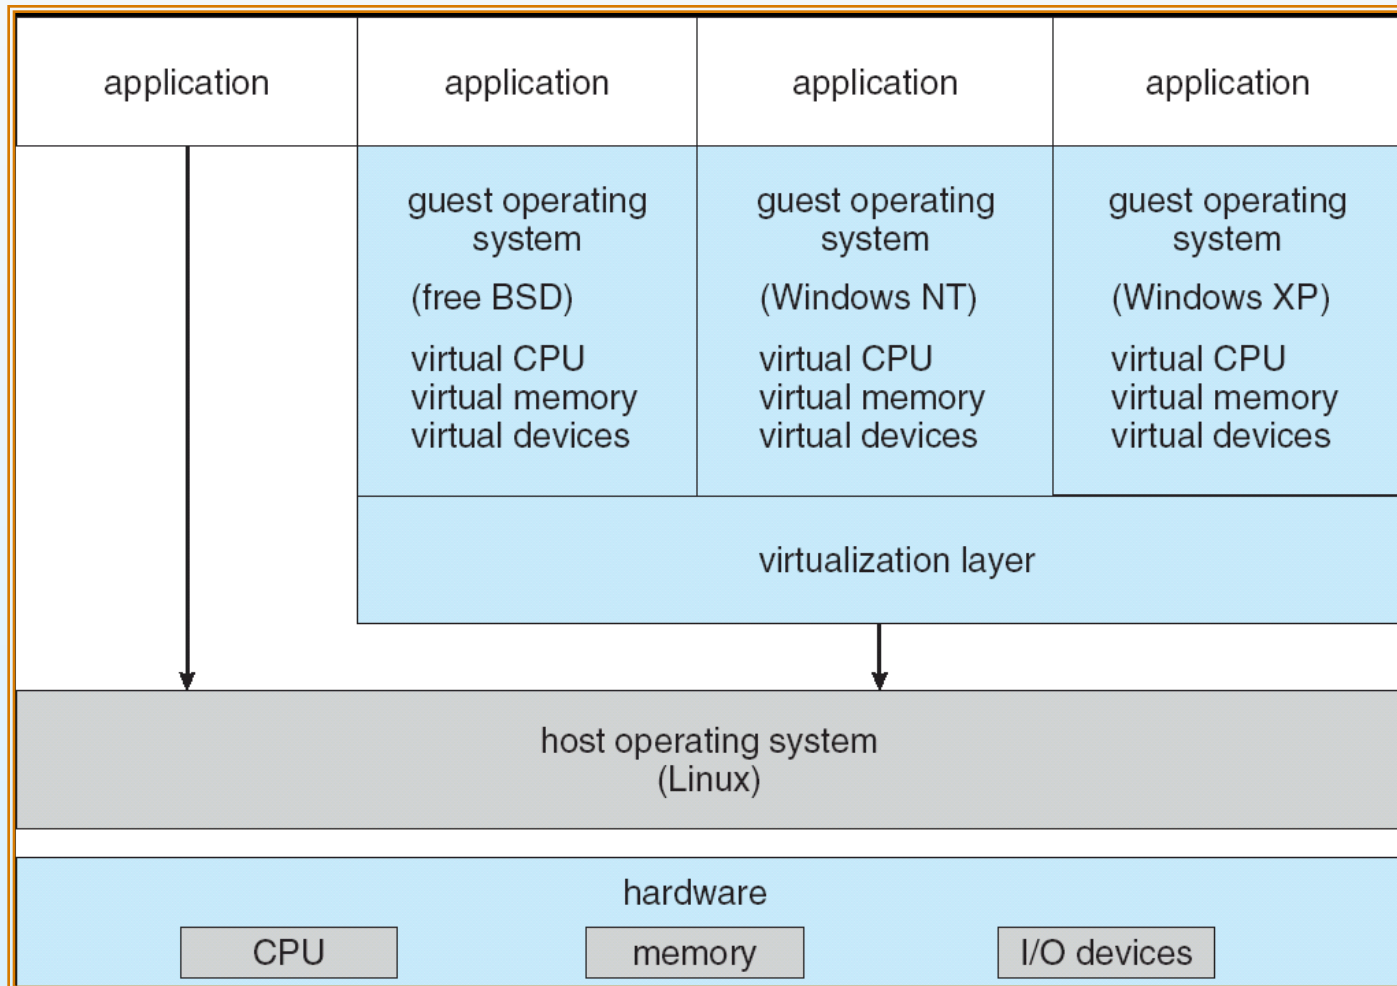 application
application
application
application
guest operating
system
(free BSD)
virtual CPU
virtual memory
virtual devices
guest operating
system
(Windows NT)
virtual CPU
virtual memory
virtual devices
guest operating
system
(Windows XP)
virtual CPU
virtual memory
virtual devices
virtualization layer
host operating system
(Linux)
hardware
CPU
memory
I/O devices